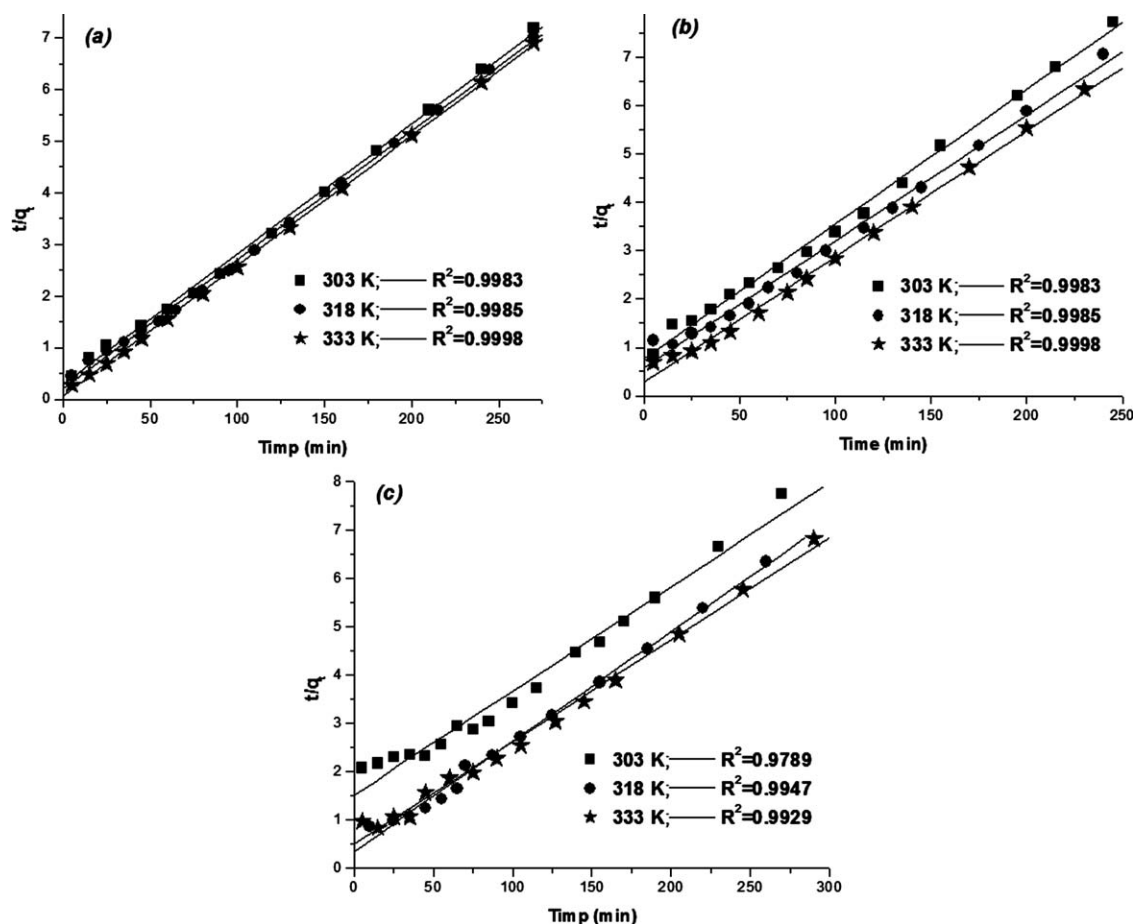 (a)
7
6
5
4
3
2
1
0
t/qt
303 K; R2=0.9983
318 K; R2=0.9985
333 K; R2=0.9998
0 50 100 150 200 250
Timp (min)
(b)
7
6
5
4
3
2
1
0
t/qt
303 K; R2=0.9983
318 K; R2=0.9985
333 K; R2=0.9998
0 50 100 150 200 250
Time (min)
(c)
8
7
6
5
4
3
2
1
0
t/qt
303 K; R2=0.9789
318 K; R2=0.9947
333 K; R2=0.9929
0 50 100 150 200 250 300
Timp (min)